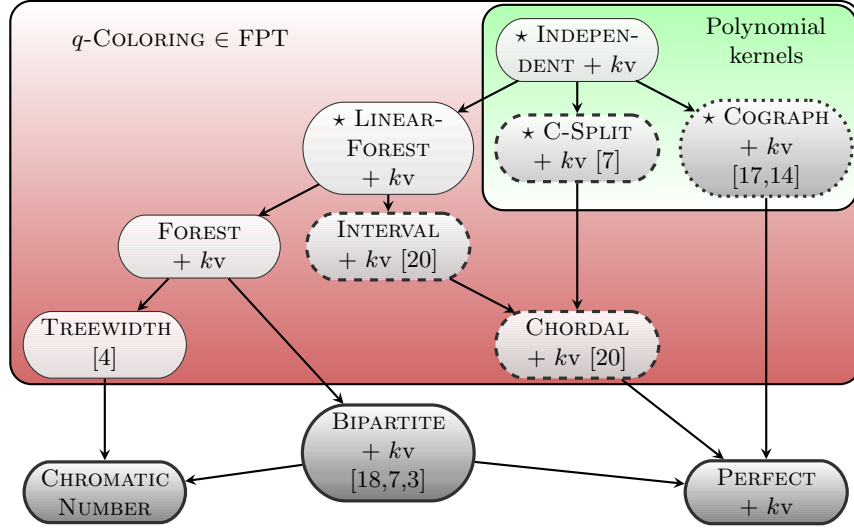 q-COLORING ∈ FPT
Polynomial
kernels
⋆ INDEPEN-
DENT + kv
⋆ LINEAR-
FOREST
+ kv
⋆ C-SPLIT
+ kv [7]
⋆ COGRAPH
+ kv
[17,14]
FOREST
+ kv
INTERVAL
+ kv [20]
TREEWIDTH
[4]
CHORDAL
+ kv [20]
BIPARTITE
+ kv
[18,7,3]
CHROMATIC
NUMBER
PERFECT
+ kv